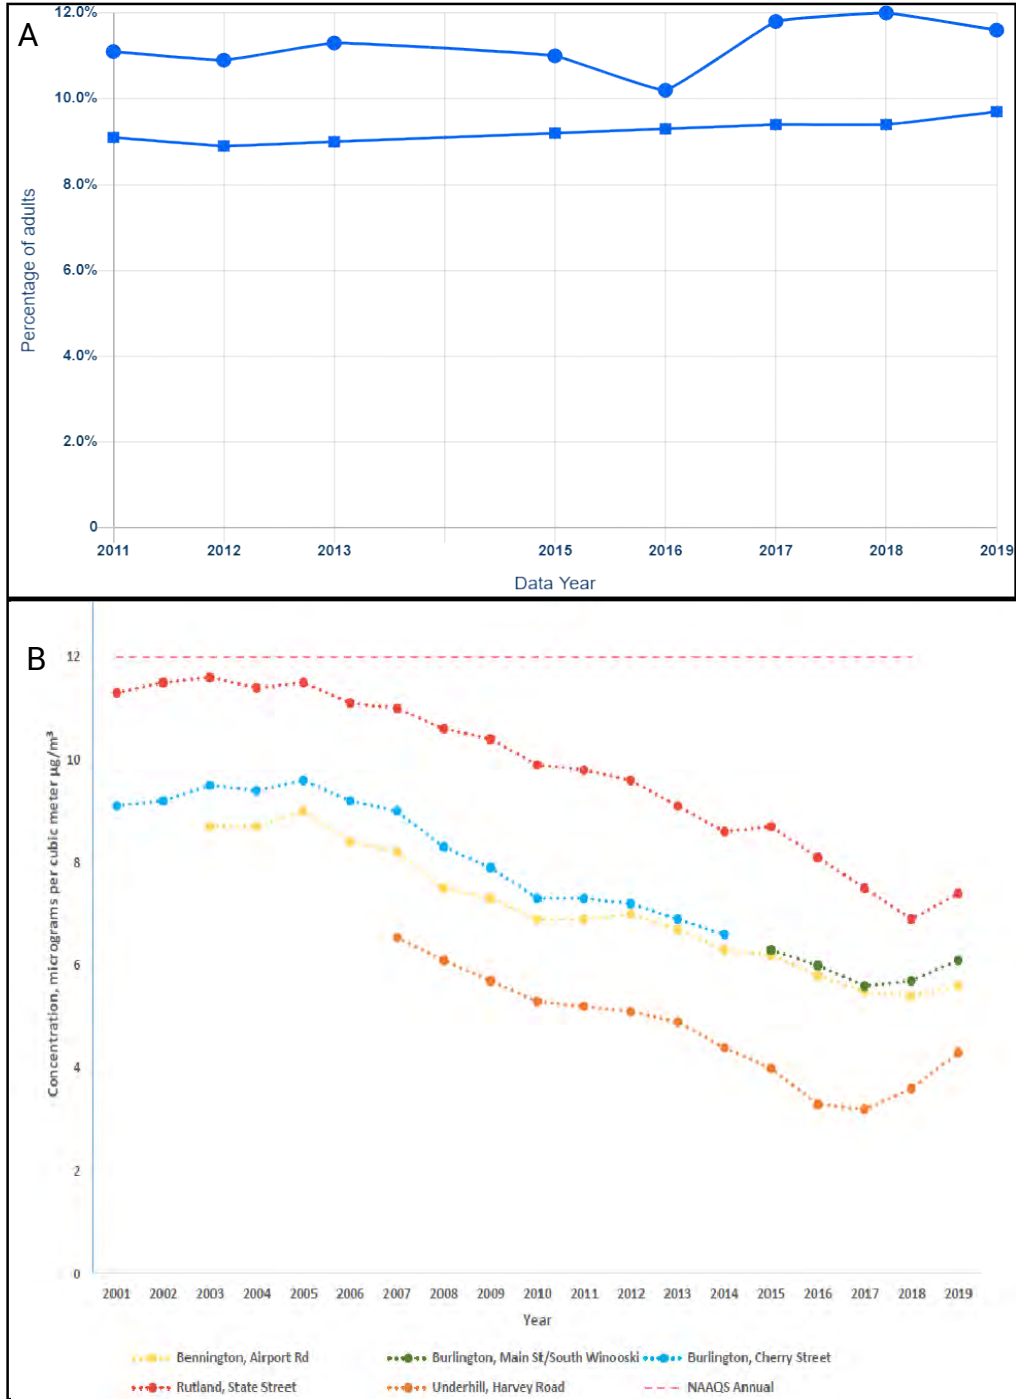 A
12.0%
10.0%
8.0%
6.0%
4.0%
2.0%
0
Percentage of adults
2011 2012 2013 2015 2016 2017 2018 2019
Data Year
B
12
10
8
6
4
2
0
Concentration, micrograms per cubic meter µg/m³
2001 2002 2003 2004 2005 2006 2007 2008 2009 2010 2011 2012 2013 2014 2015 2016 2017 2018 2019
Year
Bennington, Airport Rd Burlington, Main St/South Winooski Burlington, Cherry Street
Rutland, State Street Underhill, Harvey Road NAAQS Annual